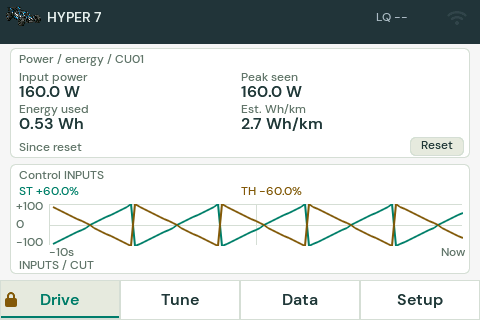 HYPER 7
LQ --
Power / energy / CU01
Input power Peak seen
160.0 W 160.0 W
Energy used Est. Wh/km
0.53 Wh 2.7 Wh/km
Since reset Reset
Control INPUTS
ST +60.0% TH -60.0%
+100
0
-100
-10s Now
INPUTS / CUT
Drive Tune Data Setup